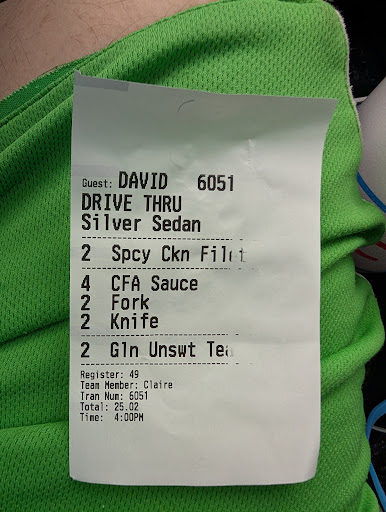 Guest: DAVID 6051
DRIVE THRU
Silver Sedan
2 Spcy Ckn Filet
4 CFA Sauce
2 Fork
2 Knife
2 Gln Unswt Tea
Register: 49
Team Member: Claire
Tran Num: 6051
Total: 25.02
Time: 4:00PM